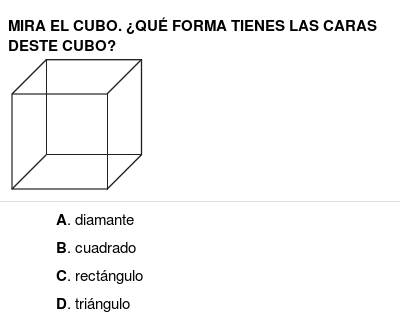 MIRA EL CUBO. ¿QUÉ FORMA TIENES LAS CARAS
DESTE CUBO?
A. diamante
B. cuadrado
C. rectángulo
D. triángulo